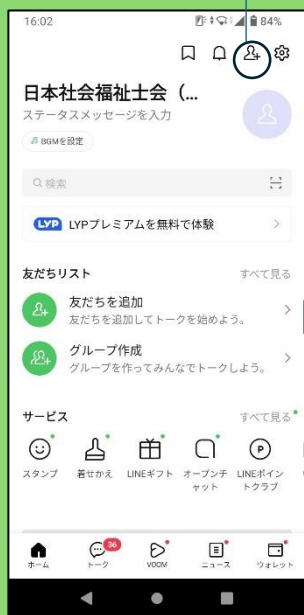 16:02
84%
日本社会福祉士会（...
ステータスメッセージを入力
BGMを設定
検索
LYP LYPプレミアムを無料で体験
友だちリスト
すべて見る
友だちを追加
友だちを追加してトークを始めよう。
グループ作成
グループを作ってみんなでトークしよう。
サービス
すべて見る
スタンプ
着せかえ
LINEギフト
オープンチャット
LINEポイントクラブ
36
ホーム
トーク
VOOM
ニュース
ウォレット